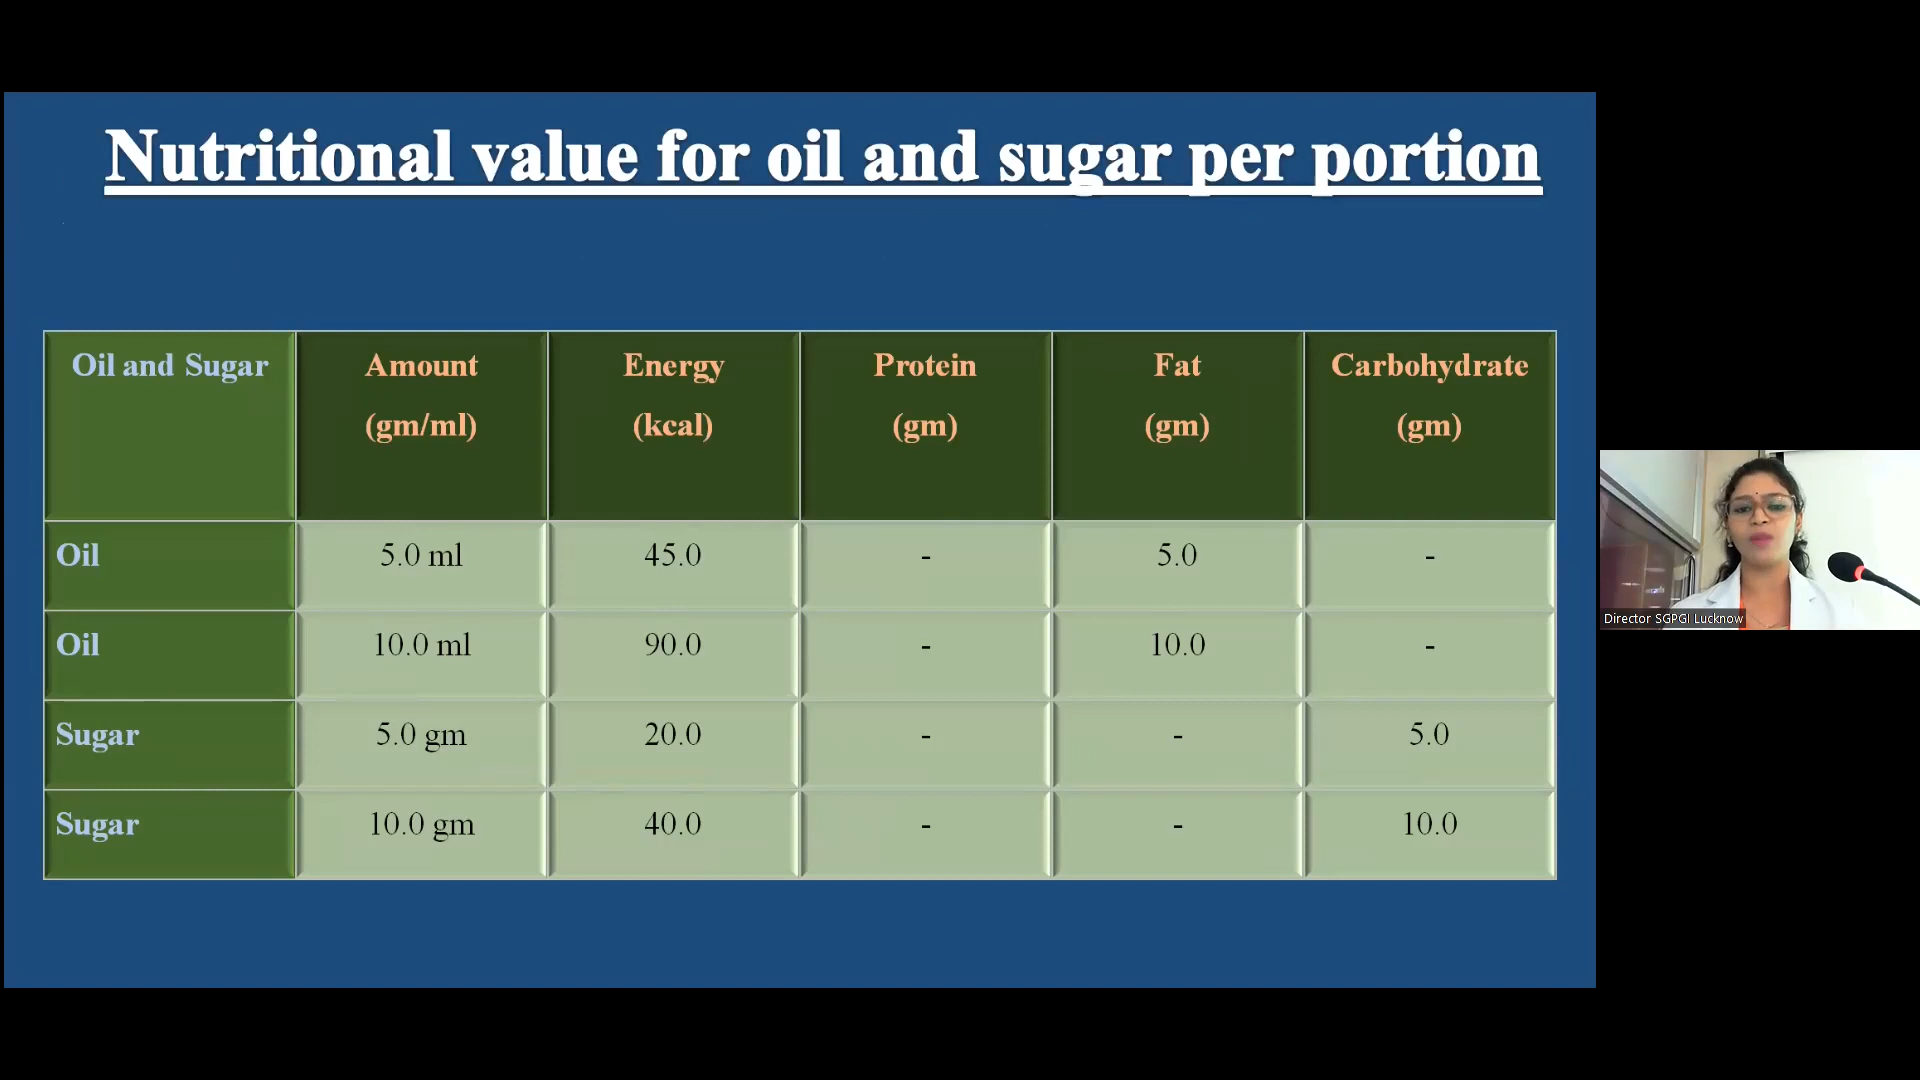 Nutritional value for oil and sugar per portion
Oil and Sugar Amount (gm/ml) Energy (kcal) Protein (gm) Fat (gm) Carbohydrate (gm)
Oil 5.0 ml 45.0 - 5.0 -
Oil 10.0 ml 90.0 - 10.0 -
Sugar 5.0 gm 20.0 - - 5.0
Sugar 10.0 gm 40.0 - - 10.0
Director SGPGI Lucknow